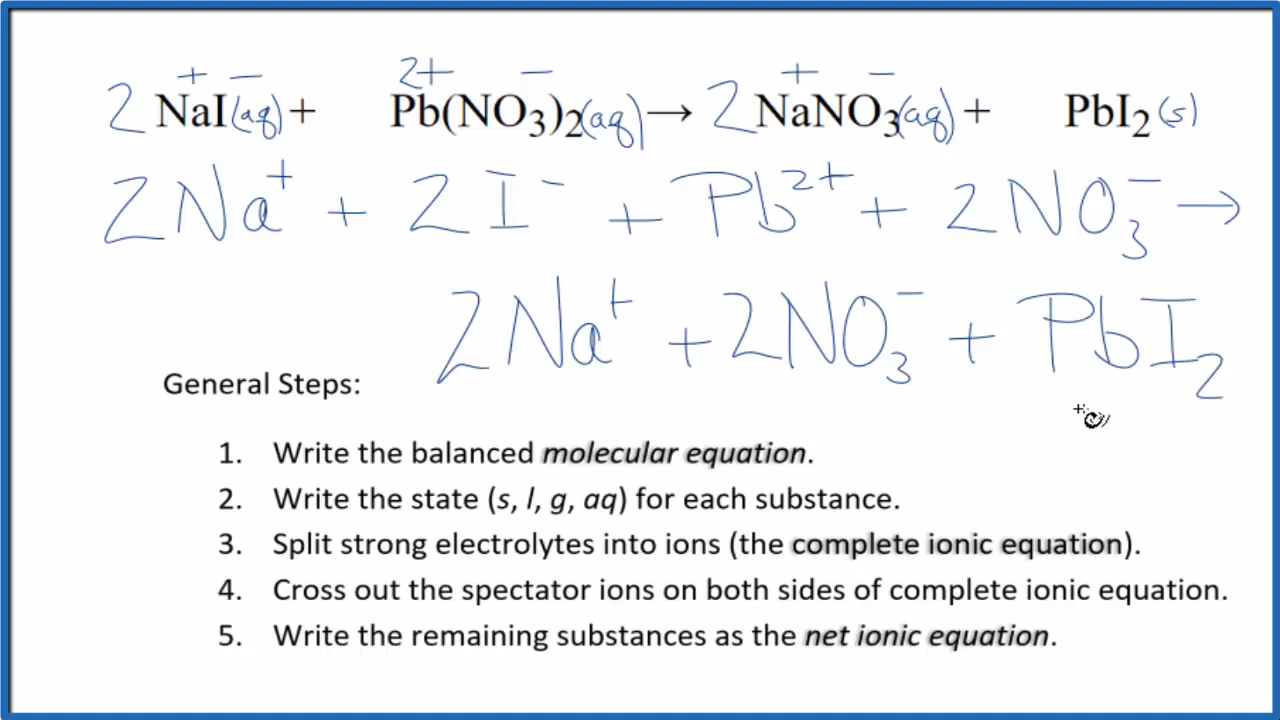 2 NaI(aq) + Pb(NO₃)₂(aq) → 2 NaNO₃(aq) + PbI₂(s)
2Na⁺ + 2I⁻ + Pb²⁺ + 2NO₃⁻ →
2Na⁺ + 2NO₃⁻ + PbI₂
General Steps:
1. Write the balanced molecular equation.
2. Write the state (s, l, g, aq) for each substance.
3. Split strong electrolytes into ions (the complete ionic equation).
4. Cross out the spectator ions on both sides of complete ionic equation.
5. Write the remaining substances as the net ionic equation.